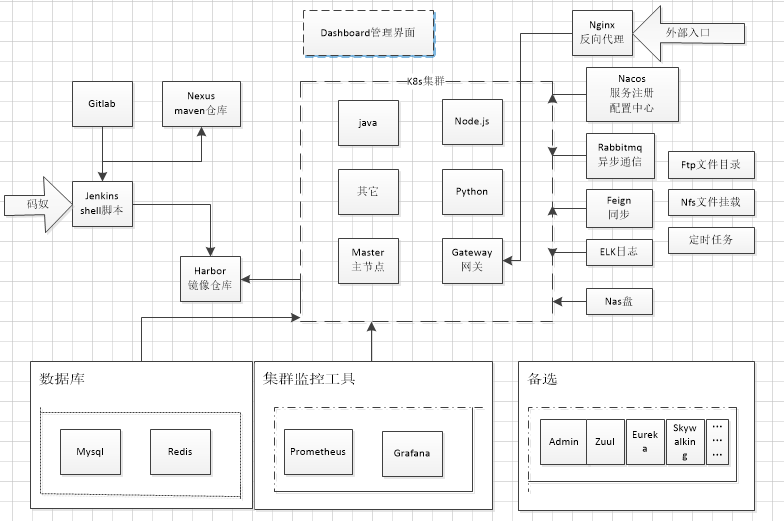 Dashboard管理界面
Nginx
反向代理
外部入口
K8s集群
Gitlab
Nexus
maven仓库
java
Node.js
Nacos
服务注册
配置中心
Rabbitmq
异步通信
Ftp文件目录
码奴
Jenkins
shell脚本
其它
Python
Feign
同步
Nfs文件挂载
Master
主节点
Gateway
网关
ELK日志
定时任务
Harbor
镜像仓库
Nas盘
数据库
Mysql
Redis
集群监控工具
Prometheus
Grafana
备选
Admin
Zuul
Eurek
a
Skyw
alkin
g
...
...
...